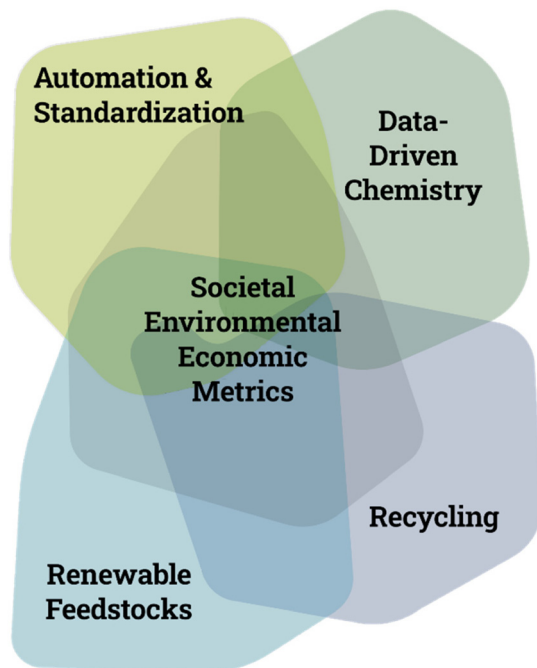 Automation &
Standardization
Data-
Driven
Chemistry
Societal
Environmental
Economic
Metrics
Recycling
Renewable
Feedstocks